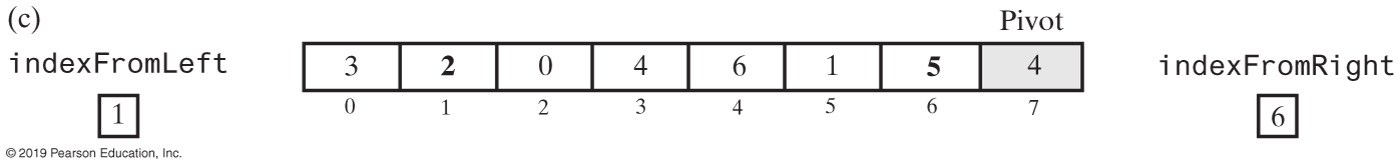 (c)
Pivot
indexFromLeft
3 2 0 4 6 1 5 4
indexFromRight
0 1 2 3 4 5 6 7
1
6
© 2019 Pearson Education, Inc.